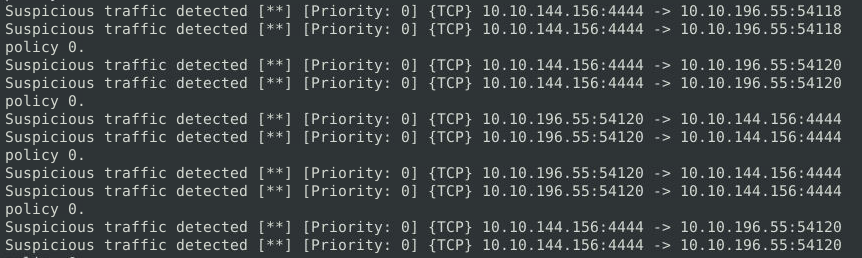 Suspicious traffic detected [**] [Priority: 0] {TCP} 10.10.144.156:4444 -> 10.10.196.55:54118
Suspicious traffic detected [**] [Priority: 0] {TCP} 10.10.144.156:4444 -> 10.10.196.55:54118
policy 0.
Suspicious traffic detected [**] [Priority: 0] {TCP} 10.10.144.156:4444 -> 10.10.196.55:54120
Suspicious traffic detected [**] [Priority: 0] {TCP} 10.10.144.156:4444 -> 10.10.196.55:54120
policy 0.
Suspicious traffic detected [**] [Priority: 0] {TCP} 10.10.196.55:54120 -> 10.10.144.156:4444
Suspicious traffic detected [**] [Priority: 0] {TCP} 10.10.196.55:54120 -> 10.10.144.156:4444
policy 0.
Suspicious traffic detected [**] [Priority: 0] {TCP} 10.10.196.55:54120 -> 10.10.144.156:4444
Suspicious traffic detected [**] [Priority: 0] {TCP} 10.10.196.55:54120 -> 10.10.144.156:4444
policy 0.
Suspicious traffic detected [**] [Priority: 0] {TCP} 10.10.144.156:4444 -> 10.10.196.55:54120
Suspicious traffic detected [**] [Priority: 0] {TCP} 10.10.144.156:4444 -> 10.10.196.55:54120